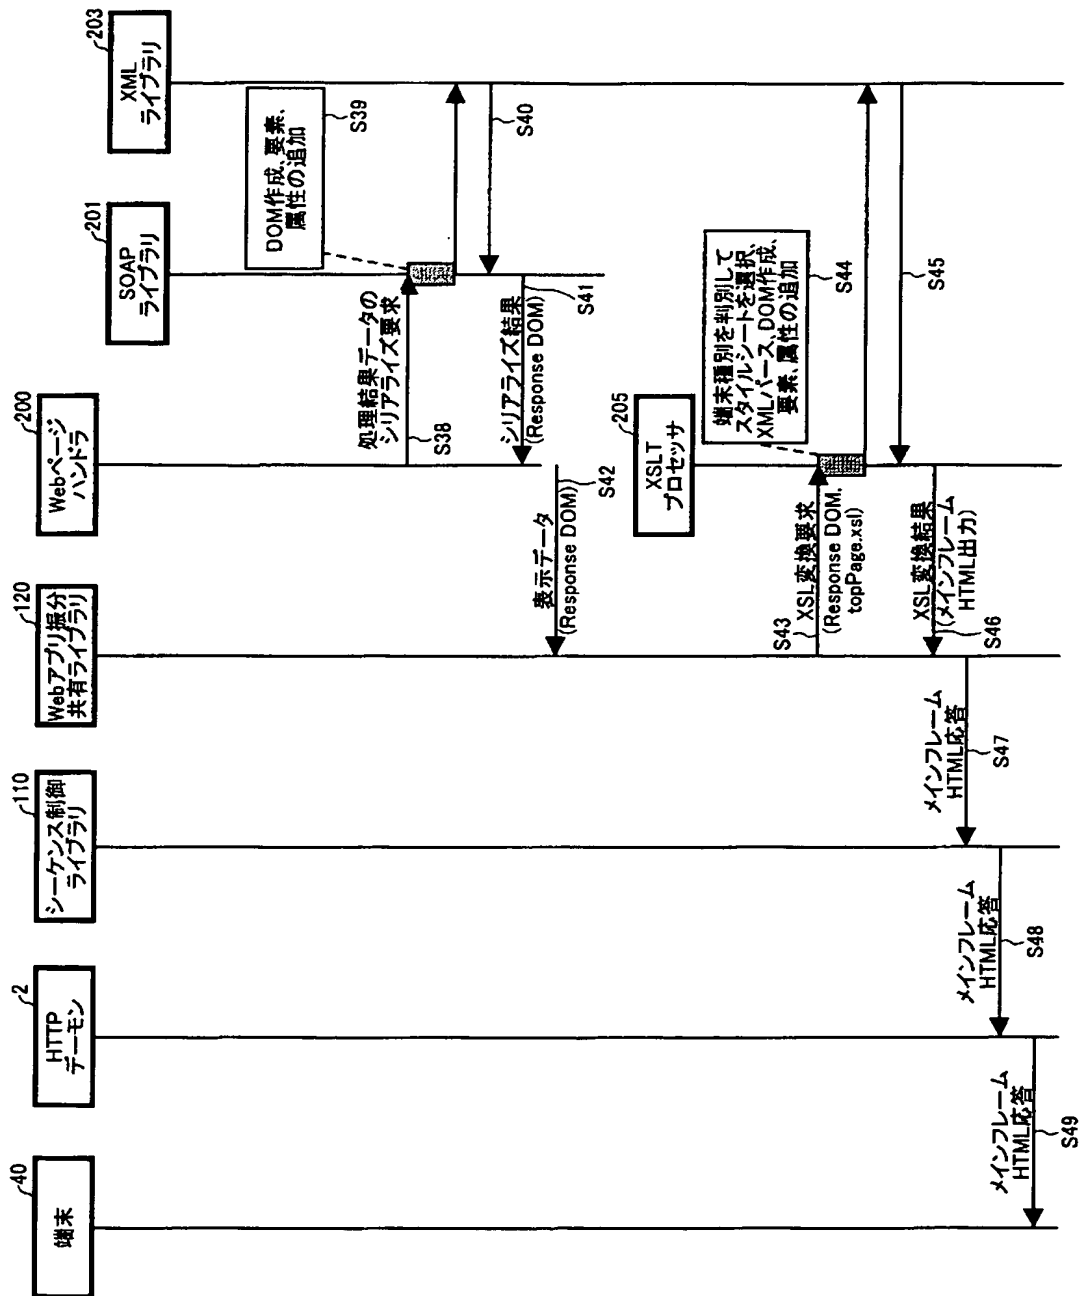 40
端末
2
HTTP
デーモン
110
シーケンス制御
ライブラリ
120
Webアプリ振分
共有ライブラリ
200
Webページ
ハンドラ
201
SOAP
ライブラリ
203
XML
ライブラリ
処理結果データの
シリアライズ要求
S38
DOM作成、要素、
属性の追加
S39
S40
シリアライズ結果
(Response DOM)
S41
表示データ
(Response DOM)
S42
205
XSLT
プロセッサ
S43
XSL変換要求
(Response DOM,
topPage.xsl)
端末種別を判別して
スタイルシートを選択、
XMLパース、DOM作成、
要素、属性の追加
S44
S45
XSL変換結果
(メインフレーム
HTML出力)
S46
メインフレーム
HTML応答
S47
メインフレーム
HTML応答
S48
メインフレーム
HTML応答
S49